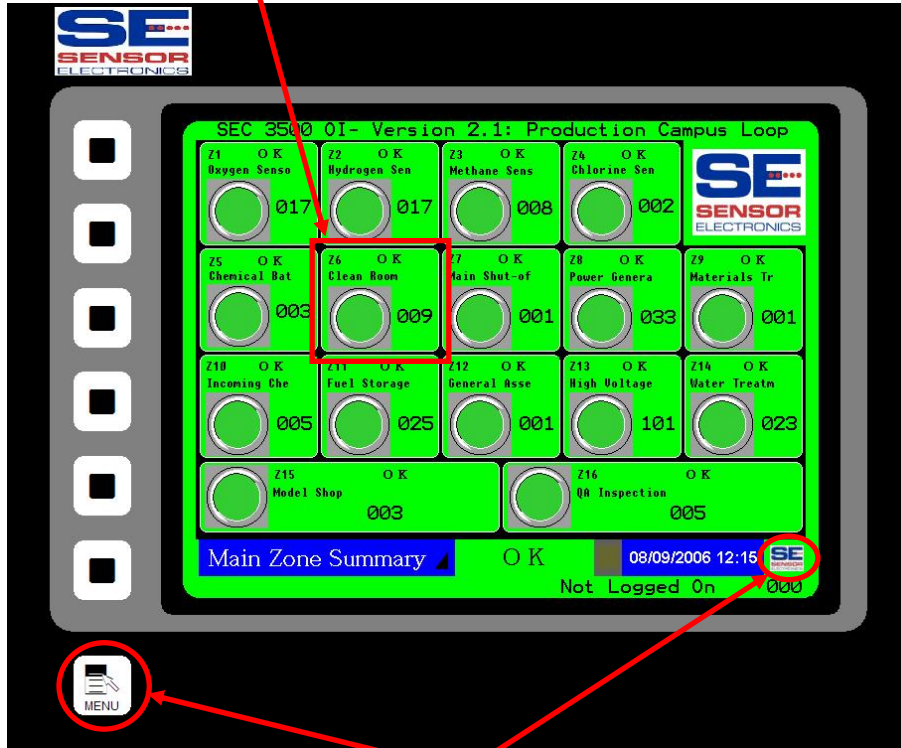 SE
SENSOR
ELECTRONICS
SEC 3500 OI- Version 2.1: Production Campus Loop
Z1 OK
Oxygen Senso
017
Z2 OK
Hydrogen Sen
017
Z3 OK
Methane Sens
008
Z4 OK
Chlorine Sen
002
SE
SENSOR
ELECTRONICS
Z5 OK
Chemical Bat
003
Z6 OK
Clean Room
009
Z7 OK
Main Shut-of
001
Z8 OK
Power Genera
033
Z9 OK
Materials Tr
001
Z10 OK
Incoming Che
005
Z11 OK
Fuel Storage
025
Z12 OK
General Asse
001
Z13 OK
High Voltage
101
Z14 OK
Water Treatm
023
Z15 OK
Model Shop
003
Z16 OK
QA Inspection
005
Main Zone Summary OK 08/09/2006 12:15 SE
SENSOR
Not Logged On 000
MENU